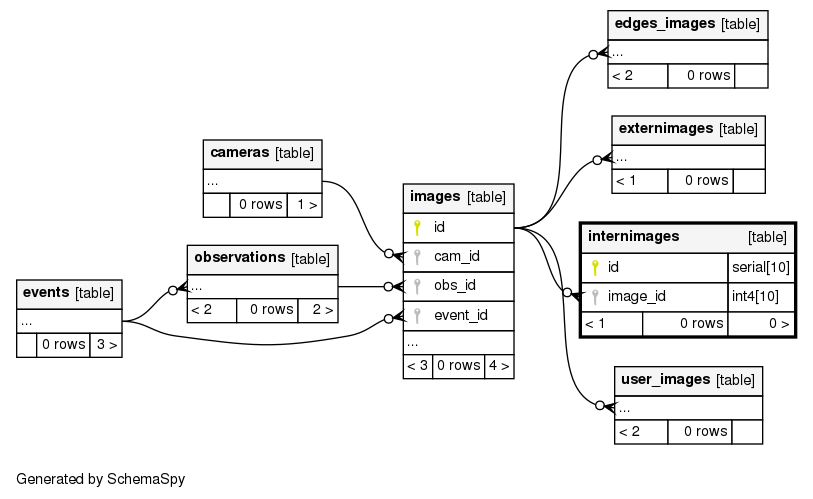 edges_images [table]
...
< 2 0 rows
externimages [table]
...
< 1 0 rows
cameras [table]
...
0 rows 1 >
images [table]
id
cam_id
obs_id
event_id
...
< 3 0 rows 4 >
internimages [table]
id serial[10]
image_id int4[10]
< 1 0 rows 0 >
observations [table]
...
< 2 0 rows 2 >
events [table]
...
0 rows 3 >
user_images [table]
...
< 2 0 rows
Generated by SchemaSpy